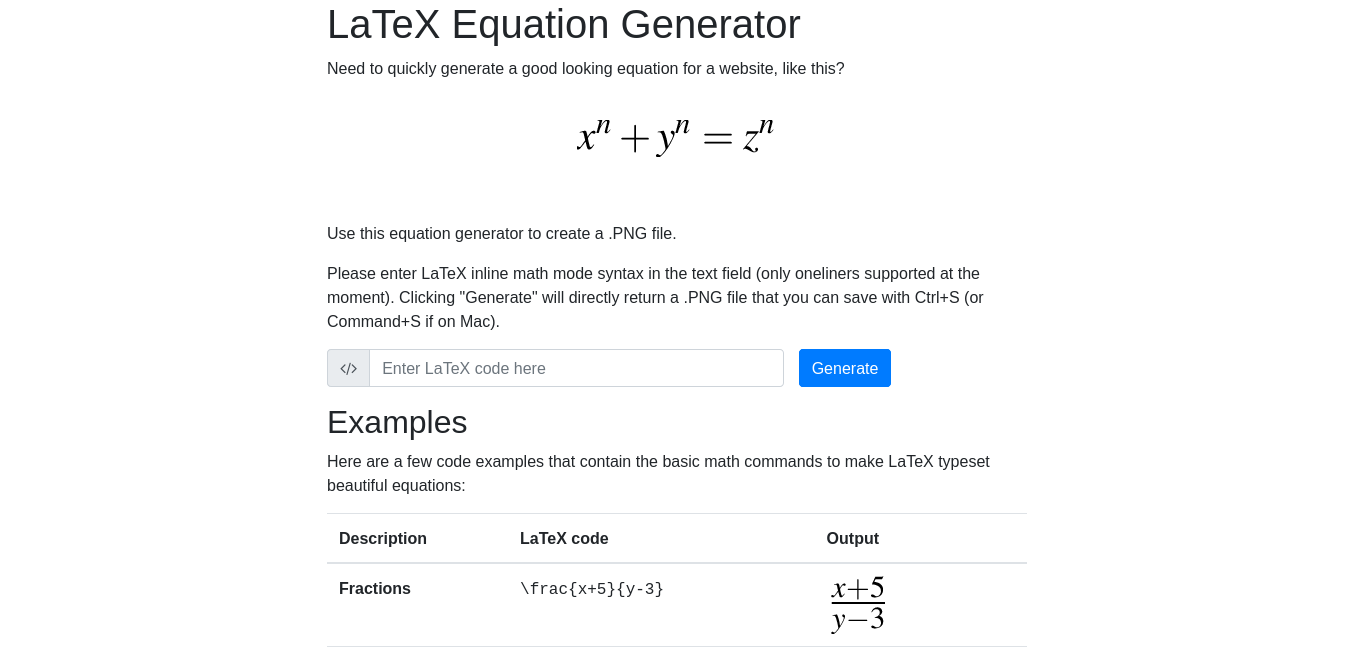 LaTeX Equation Generator
Need to quickly generate a good looking equation for a website, like this?
xⁿ + yⁿ = zⁿ
Use this equation generator to create a .PNG file.
Please enter LaTeX inline math mode syntax in the text field (only oneliners supported at the
moment). Clicking "Generate" will directly return a .PNG file that you can save with Ctrl+S (or
Command+S if on Mac).
Enter LaTeX code here
Generate
Examples
Here are a few code examples that contain the basic math commands to make LaTeX typeset
beautiful equations:
Description LaTeX code Output
Fractions \frac{x+5}{y-3}
x+5
y−3